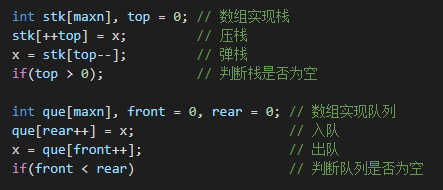 int stk[maxn], top = 0; // 数组实现栈
stk[++top] = x;         // 压栈
x = stk[top--];         // 弹栈
if(top > 0);            // 判断栈是否为空

int que[maxn], front = 0, rear = 0; // 数组实现队列
que[rear++] = x;                    // 入队
x = que[front++];                   // 出队
if(front < rear)                    // 判断队列是否为空